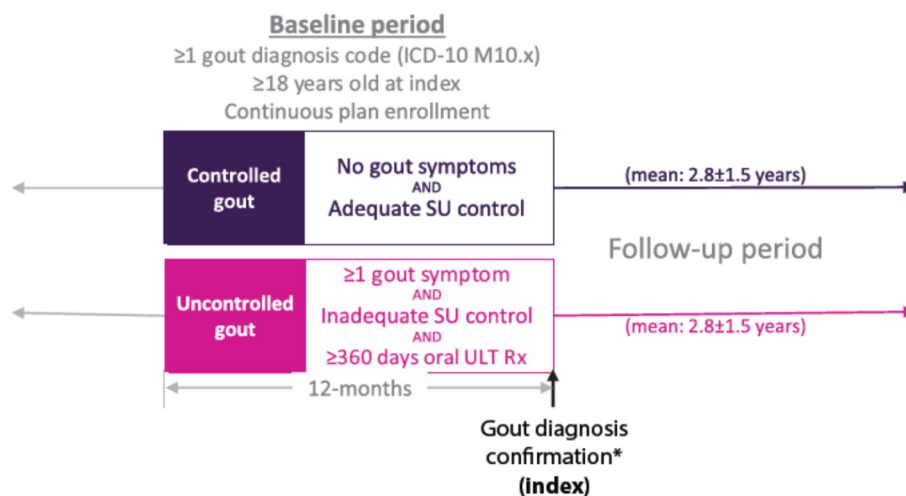 Baseline period
≥1 gout diagnosis code (ICD-10 M10.x)
≥18 years old at index
Continuous plan enrollment
Controlled
gout
No gout symptoms
AND
Adequate SU control
(mean: 2.8±1.5 years)
Follow-up period
Uncontrolled
gout
≥1 gout symptom
AND
Inadequate SU control
AND
≥360 days oral ULT Rx
(mean: 2.8±1.5 years)
12-months
Gout diagnosis
confirmation*
(index)